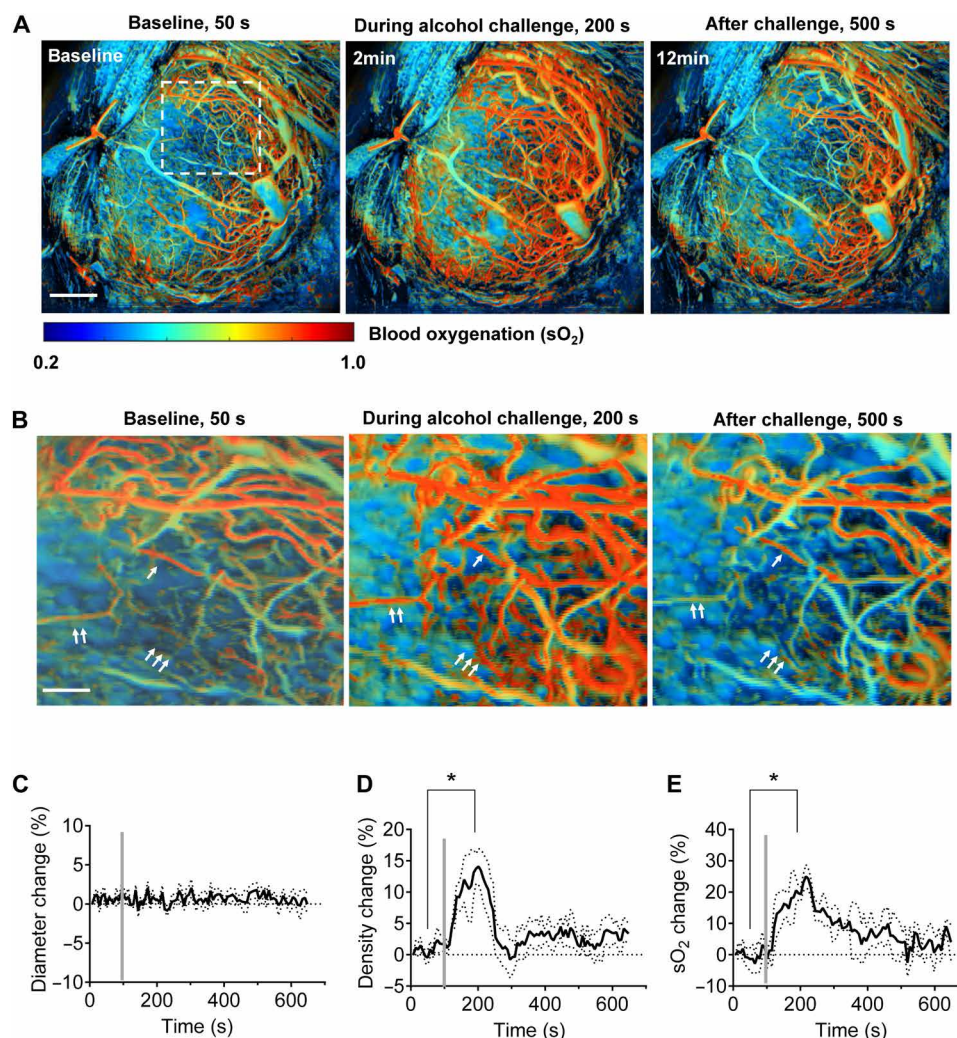 A
Baseline, 50 s
During alcohol challenge, 200 s
After challenge, 500 s
Baseline
2min
12min
Blood oxygenation (sO₂)
0.2
1.0
B
Baseline, 50 s
During alcohol challenge, 200 s
After challenge, 500 s
C
Diameter change (%)
10
5
0
−5
−10
0
200
400
600
Time (s)
D
*
Density change (%)
20
15
10
5
0
−5
0
200
400
600
Time (s)
E
*
sO₂ change (%)
40
30
20
10
0
−10
0
200
400
600
Time (s)